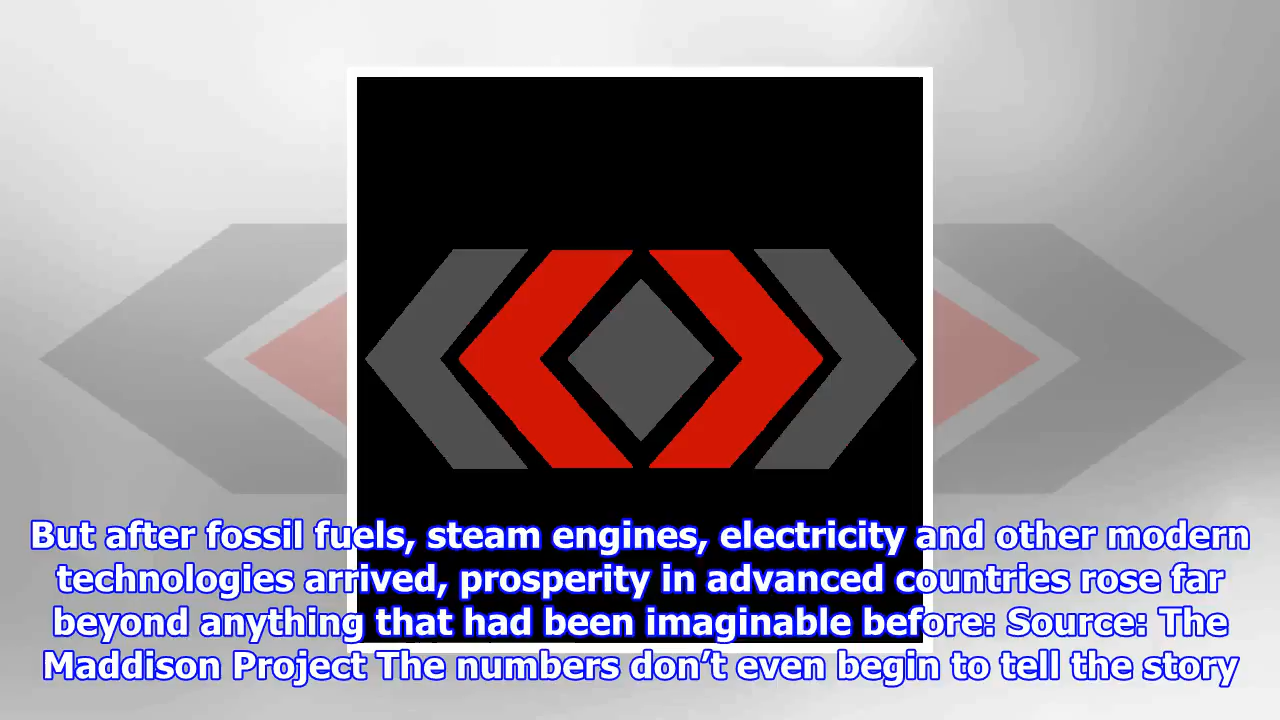 But after fossil fuels, steam engines, electricity and other modern
technologies arrived, prosperity in advanced countries rose far
beyond anything that had been imaginable before: Source: The
Maddison Project The numbers don’t even begin to tell the story